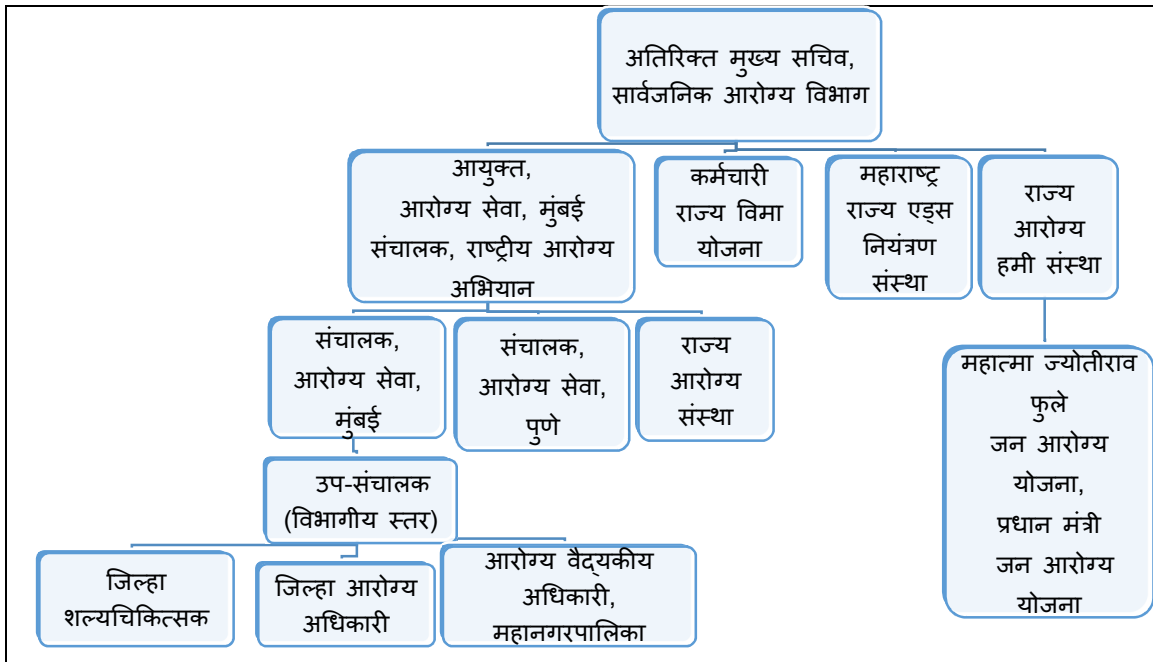 अतिरिक्त मुख्य सचिव,
सार्वजनिक आरोग्य विभाग
आयुक्त,
आरोग्य सेवा, मुंबई
संचालक, राष्ट्रीय आरोग्य
अभियान
कर्मचारी
राज्य विमा
योजना
महाराष्ट्र
राज्य एड्स
नियंत्रण
संस्था
राज्य
आरोग्य
हमी संस्था
संचालक,
आरोग्य सेवा,
मुंबई
संचालक,
आरोग्य सेवा,
पुणे
राज्य
आरोग्य
संस्था
महात्मा ज्योतीराव
फुले
जन आरोग्य
योजना,
प्रधान मंत्री
जन आरोग्य
योजना
उप-संचालक
(विभागीय स्तर)
जिल्हा
शल्यचिकित्सक
जिल्हा आरोग्य
अधिकारी
आरोग्य वैद्यकीय
अधिकारी,
महानगरपालिका